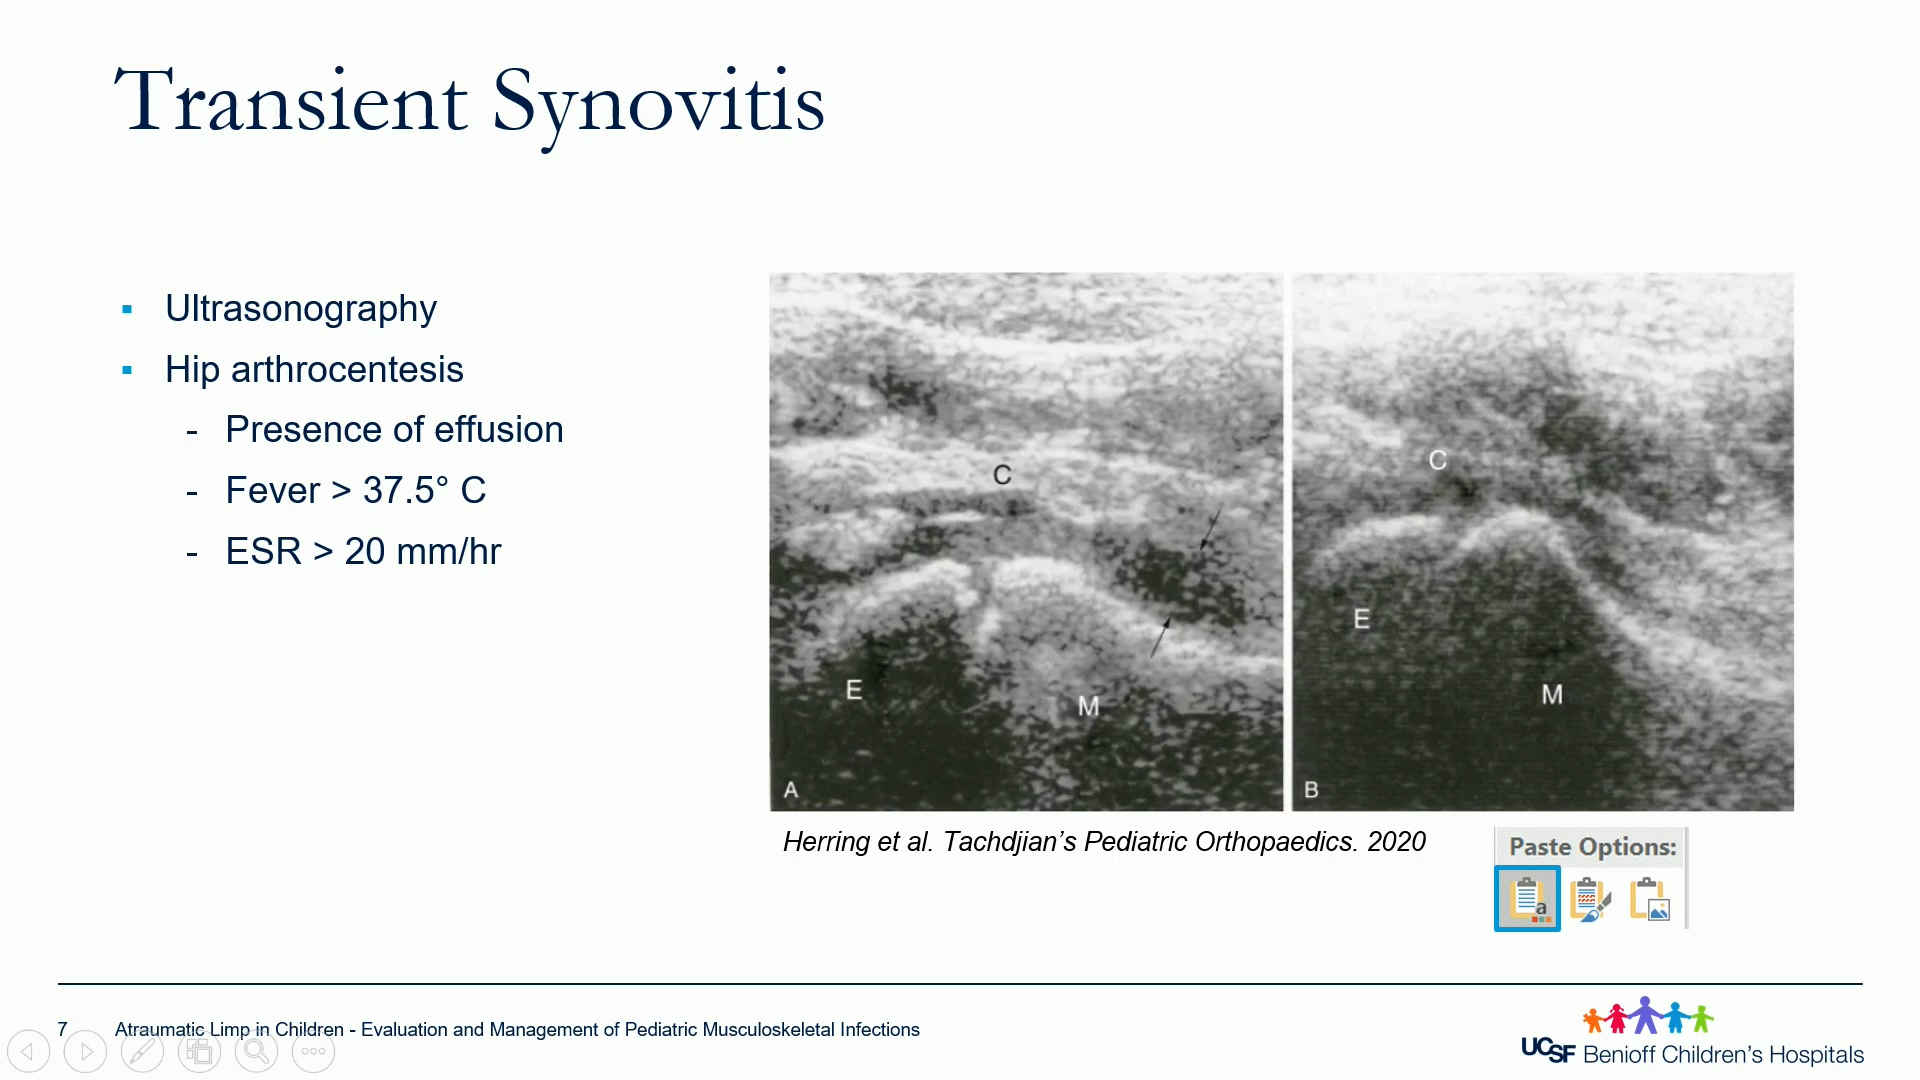 Transient Synovitis
▪ Ultrasonography
▪ Hip arthrocentesis
- Presence of effusion
- Fever > 37.5° C
- ESR > 20 mm/hr
C
E
M
A
C
E
M
B
Herring et al. Tachdjian’s Pediatric Orthopaedics. 2020
Paste Options:
a
7 Atraumatic Limp in Children - Evaluation and Management of Pediatric Musculoskeletal Infections
UCSF Benioff Children’s Hospitals